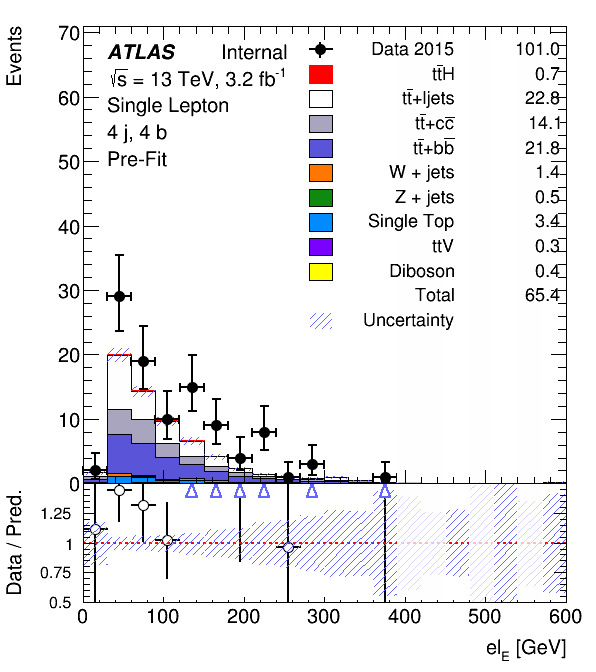 Events
70
60
50
40
30
20
10
0
ATLAS Internal
√s = 13 TeV, 3.2 fb⁻¹
Single Lepton
4 j, 4 b
Pre-Fit
Data 2015 101.0
tt̄H 0.7
tt̄+ljets 22.8
tt̄+cc̄ 14.1
tt̄+bb̄ 21.8
W + jets 1.4
Z + jets 0.5
Single Top 3.4
ttV 0.3
Diboson 0.4
Total 65.4
Uncertainty
Data / Pred.
1.25
1
0.75
0.5
0 100 200 300 400 500 600
el_E [GeV]